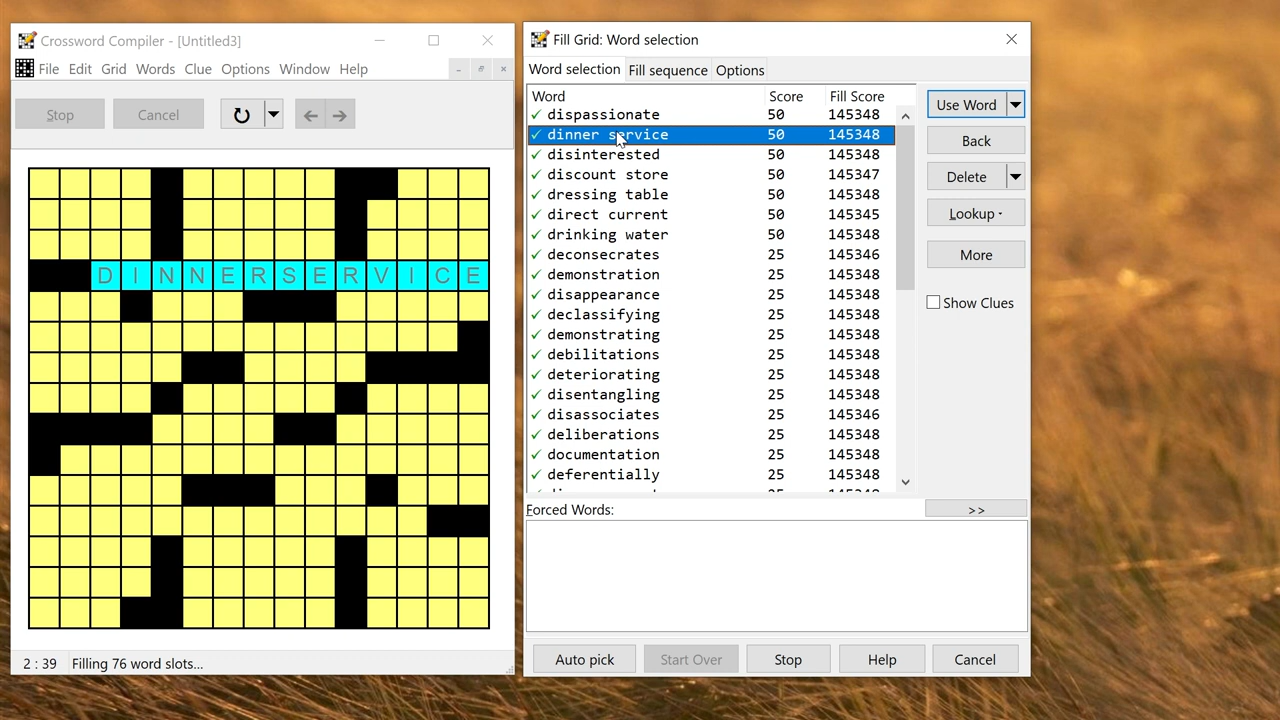 Crossword Compiler - [Untitled3]
File Edit Grid Words Clue Options Window Help
Stop Cancel
DINNERSERVICE
2 : 39 Filling 76 word slots...
Fill Grid: Word selection
Word selection Fill sequence Options
Word Score Fill Score
dispassionate 50 145348
dinner service 50 145348
disinterested 50 145348
discount store 50 145347
dressing table 50 145348
direct current 50 145345
drinking water 50 145348
deconsecrates 25 145346
demonstration 25 145348
disappearance 25 145348
declassifying 25 145348
demonstrating 25 145348
debilitations 25 145348
deteriorating 25 145348
disentangling 25 145348
disassociates 25 145346
deliberations 25 145348
documentation 25 145348
deferentially 25 145348
Use Word
Back
Delete
Lookup
More
Show Clues
Forced Words:
>>
Auto pick Start Over Stop Help Cancel